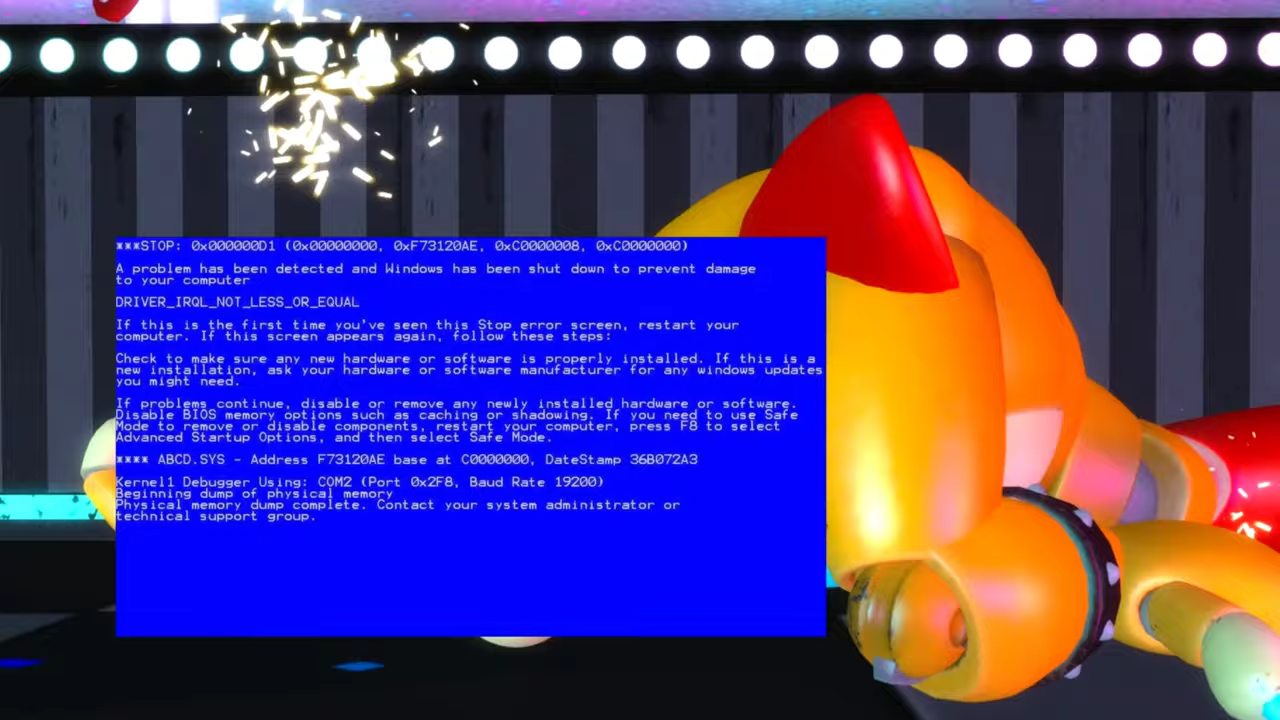 ***STOP: 0x000000D1 (0x00000000, 0xF73120AE, 0xC0000008, 0xC0000000)
A problem has been detected and Windows has been shut down to prevent damage
to your computer
DRIVER_IRQL_NOT_LESS_OR_EQUAL
If this is the first time you've seen this Stop error screen, restart your
computer. If this screen appears again, follow these steps:
Check to make sure any new hardware or software is properly installed. If this is a
new installation, ask your hardware or software manufacturer for any windows updates
you might need.
If problems continue, disable or remove any newly installed hardware or software.
Disable BIOS memory options such as caching or shadowing. If you need to use Safe
Mode to remove or disable components, restart your computer, press F8 to select
Advanced Startup Options, and then select Safe Mode.
**** ABCD.SYS - Address F73120AE base at C0000000, DateStamp 36B072A3
Kernel1 Debugger Using: COM2 (Port 0x2F8, Baud Rate 19200)
Beginning dump of physical memory
Physical memory dump complete. Contact your system administrator or
technical support group.